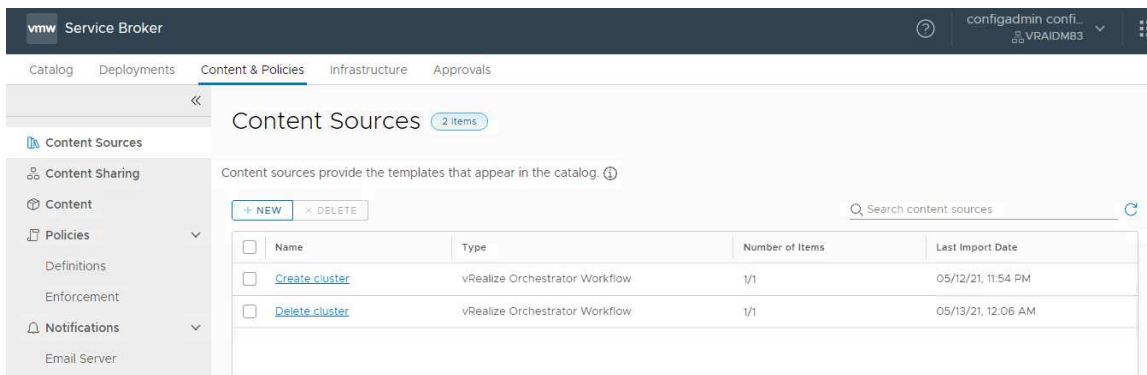 vmw Service Broker
configadmin confi...
VRAIDM83
Catalog Deployments Content & Policies Infrastructure Approvals
Content Sources 2 items
Content Sources
Content Sharing
Content
Policies
Definitions
Enforcement
Notifications
Email Server
Content sources provide the templates that appear in the catalog.
+ NEW × DELETE
Search content sources
Name Type Number of Items Last Import Date
Create cluster vRealize Orchestrator Workflow 1/1 05/12/21, 11:54 PM
Delete cluster vRealize Orchestrator Workflow 1/1 05/13/21, 12:06 AM